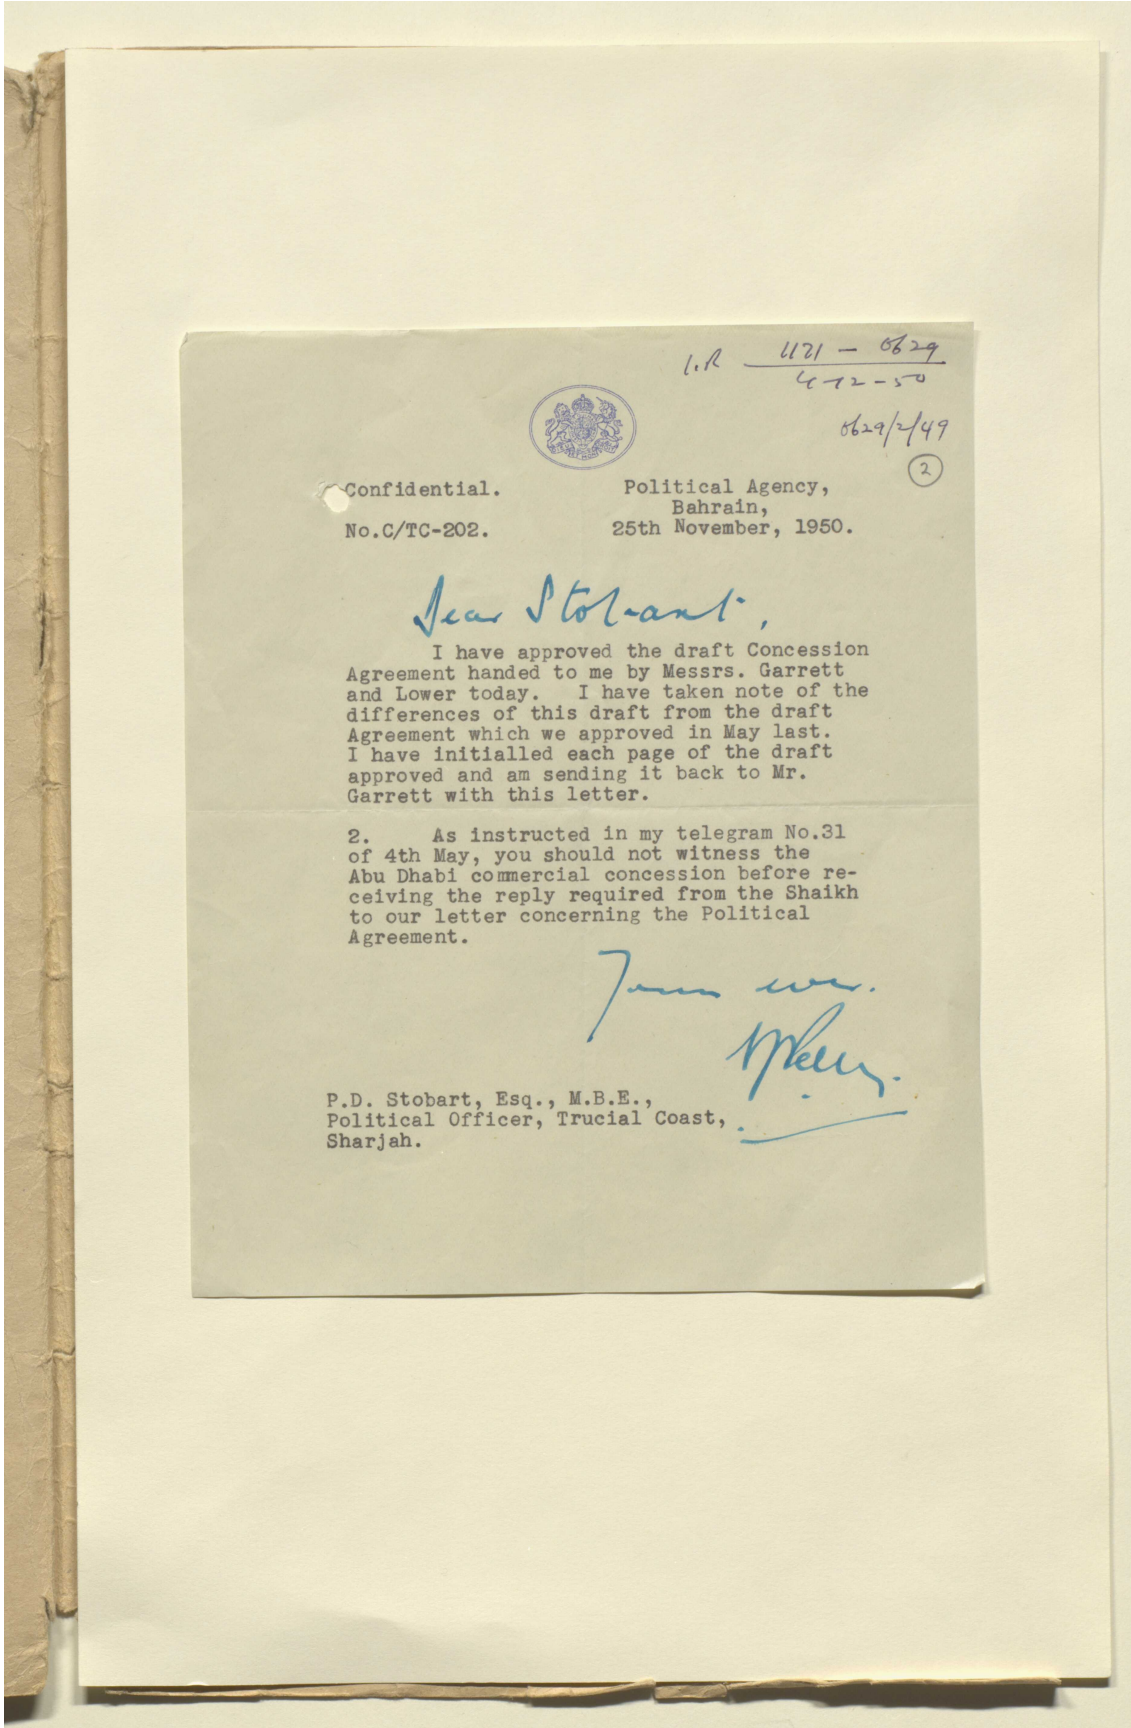 1121 - 0629
4-12-50
0629/2/49
2
Confidential.
Political Agency,
Bahrain,
No.C/TC-202.
25th November, 1950.
Dear Stobart,
I have approved the draft Concession
Agreement handed to me by Messrs. Garrett
and Lower today. I have taken note of the
differences of this draft from the draft
Agreement which we approved in May last.
I have initialled each page of the draft
approved and am sending it back to Mr.
Garrett with this letter.
2. As instructed in my telegram No.31
of 4th May, you should not witness the
Abu Dhabi commercial concession before re-
ceiving the reply required from the Shaikh
to our letter concerning the Political
Agreement.
Yours ever.
P.D. Stobart, Esq., M.B.E.,
Political Officer, Trucial Coast,
Sharjah.